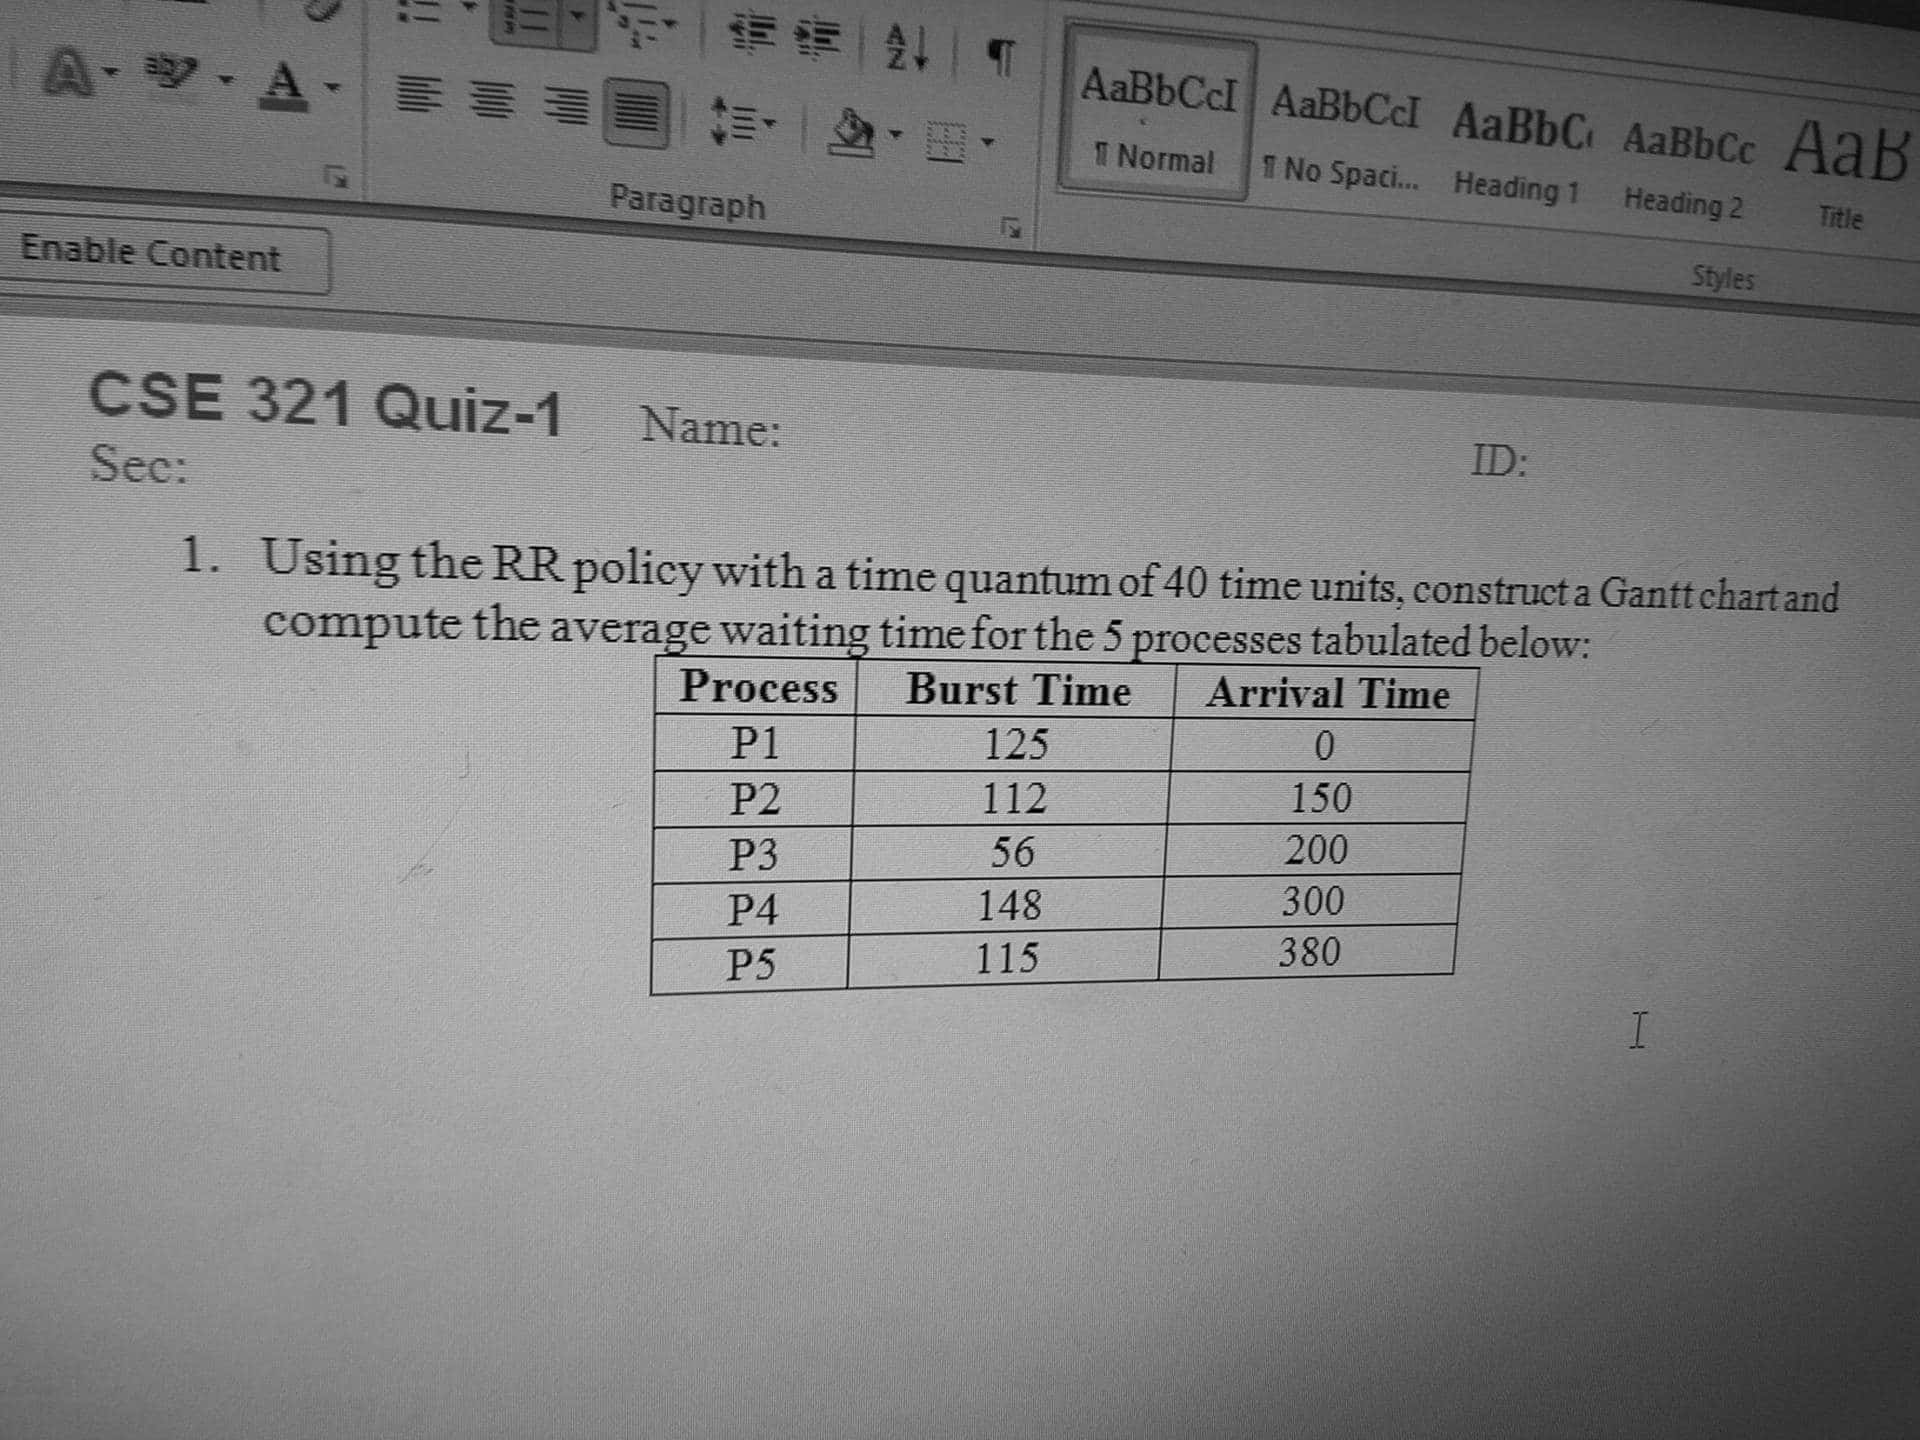 A
A
A
Z
¶
Paragraph
AaBbCcI AaBbCcI AaBbC AaBbCc AaB
¶ Normal ¶ No Spaci... Heading 1 Heading 2 Title
Styles
Enable Content
CSE 321 Quiz-1 Name: ID:
Sec:
1. Using the RR policy with a time quantum of 40 time units, construct a Gantt chart and
compute the average waiting time for the 5 processes tabulated below:
Process Burst Time Arrival Time
P1 125 0
P2 112 150
P3 56 200
P4 148 300
P5 115 380